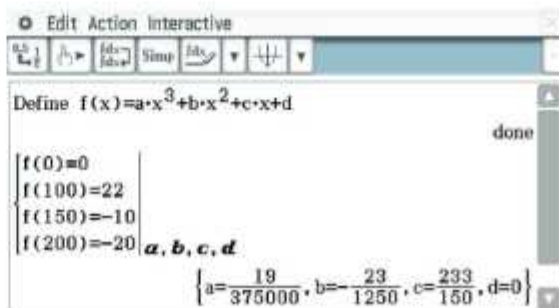 Edit Action Interactive
Simp
Define f(x)=a·x^3+b·x^2+c·x+d
done
f(0)=0
f(100)=22
f(150)=-10
f(200)=-20 a, b, c, d
{a=19/375000, b=-23/1250, c=233/150, d=0}